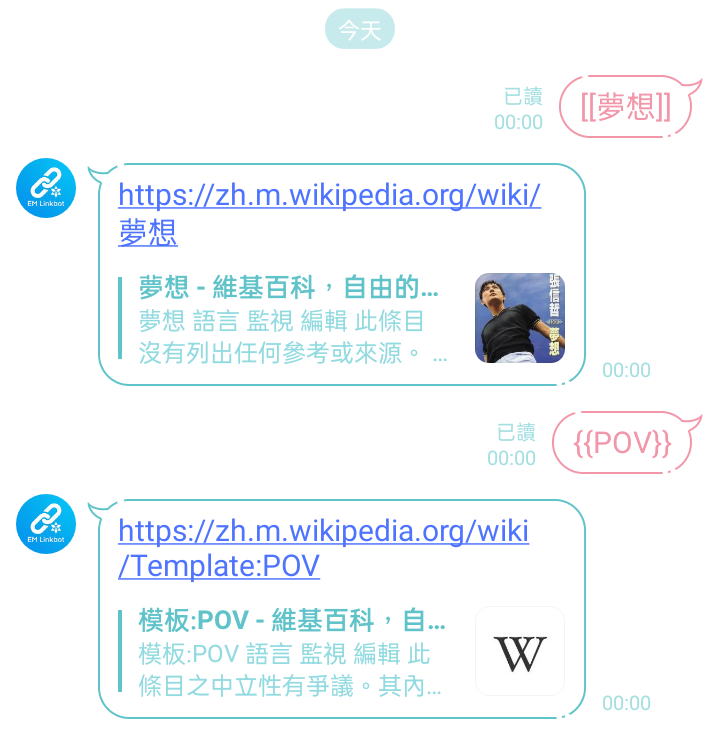 今天
已讀
00:00
[[夢想]]
EM Linkbot
https://zh.m.wikipedia.org/wiki/
夢想
夢想 - 維基百科，自由的…
夢想 語言 監視 編輯 此條目
沒有列出任何參考或來源。 …
張信哲
夢想
00:00
已讀
00:00
{{POV}}
EM Linkbot
https://zh.m.wikipedia.org/wiki
/Template:POV
模板:POV - 維基百科，自…
模板:POV 語言 監視 編輯 此
條目之中立性有爭議。其內…
W
00:00